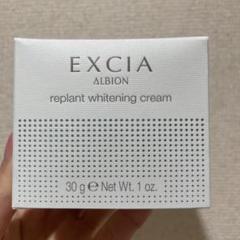 EXCIA
ALBION
replant whitening cream
30 g ℮ Net Wt. 1 oz.